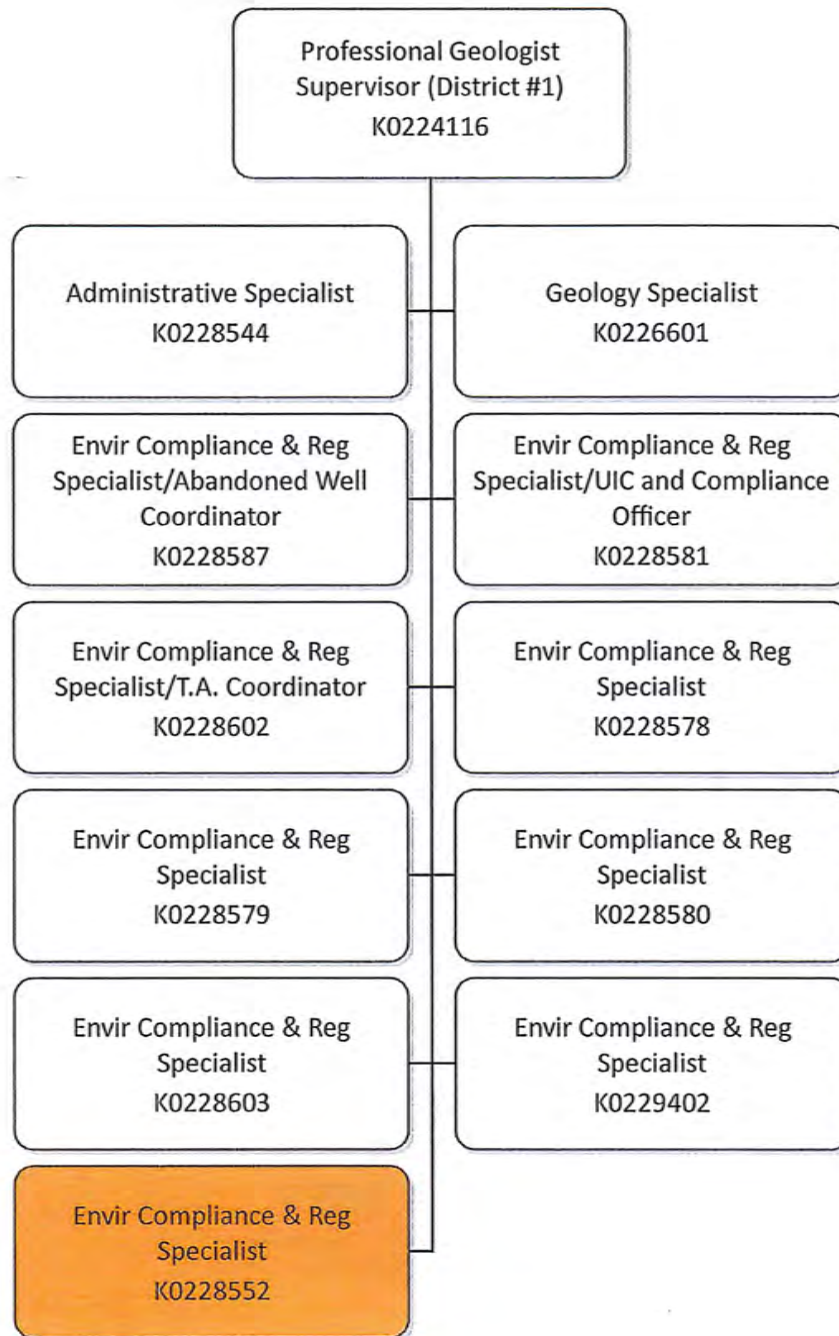 Professional Geologist
Supervisor (District #1)
K0224116
Administrative Specialist
K0228544
Geology Specialist
K0226601
Envir Compliance & Reg
Specialist/Abandoned Well
Coordinator
K0228587
Envir Compliance & Reg
Specialist/UIC and Compliance
Officer
K0228581
Envir Compliance & Reg
Specialist/T.A. Coordinator
K0228602
Envir Compliance & Reg
Specialist
K0228578
Envir Compliance & Reg
Specialist
K0228579
Envir Compliance & Reg
Specialist
K0228580
Envir Compliance & Reg
Specialist
K0228603
Envir Compliance & Reg
Specialist
K0229402
Envir Compliance & Reg
Specialist
K0228552